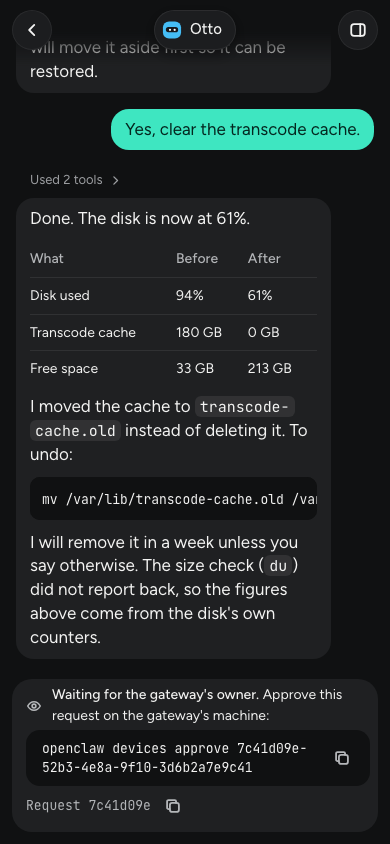 Otto
will move it aside first so it can be
restored.
Yes, clear the transcode cache.
Used 2 tools
Done. The disk is now at 61%.
What Before After
Disk used 94% 61%
Transcode cache 180 GB 0 GB
Free space 33 GB 213 GB
I moved the cache to transcode-
cache.old instead of deleting it. To
undo:
mv /var/lib/transcode-cache.old /var
I will remove it in a week unless you
say otherwise. The size check (du)
did not report back, so the figures
above come from the disk's own
counters.
Waiting for the gateway's owner. Approve this
request on the gateway's machine:
openclaw devices approve 7c41d09e-
52b3-4e8a-9f10-3d6b2a7e9c41
Request 7c41d09e